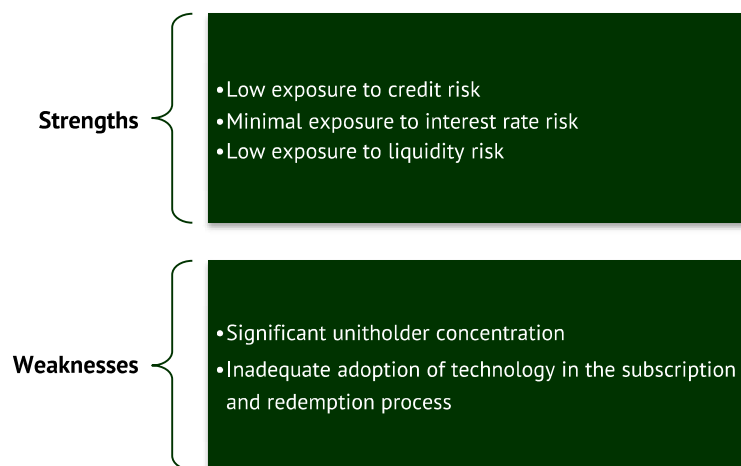 Strengths
•Low exposure to credit risk
•Minimal exposure to interest rate risk
•Low exposure to liquidity risk
Weaknesses
•Significant unitholder concentration
•Inadequate adoption of technology in the subscription
and redemption process